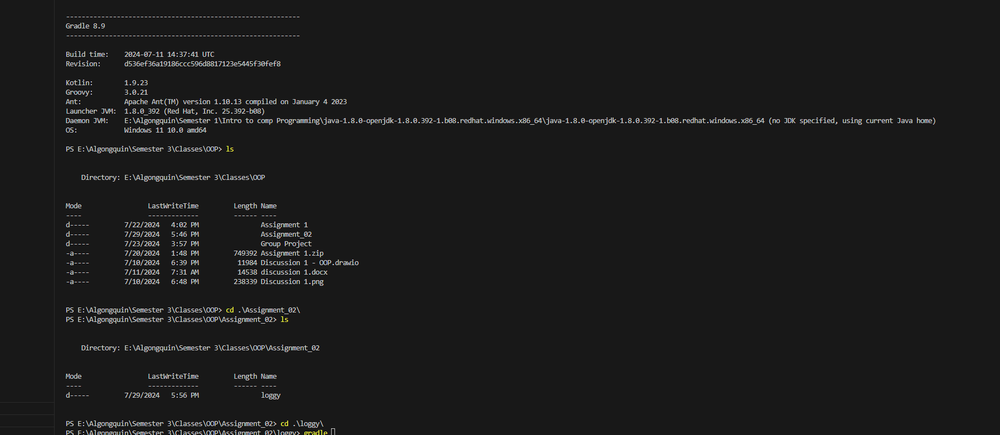 ------------------------------------------------------------
Gradle 8.9
------------------------------------------------------------
Build time:    2024-07-11 14:37:41 UTC
Revision:      d536ef36a19186ccc596d8817123e5445f30fef8
Kotlin:        1.9.23
Groovy:        3.0.21
Ant:           Apache Ant(TM) version 1.10.13 compiled on January 4 2023
Launcher JVM:  1.8.0_392 (Red Hat, Inc. 25.392-b08)
Daemon JVM:    E:\Algongquin\Semester 1\Intro to comp Programming\java-1.8.0-openjdk-1.8.0.392-1.b08.redhat.windows.x86_64\java-1.8.0-openjdk-1.8.0.392-1.b08.redhat.windows.x86_64 (no JDK specified, using current Java home)
OS:            Windows 11 10.0 amd64
PS E:\Algongquin\Semester 3\Classes\OOP> ls
    Directory: E:\Algongquin\Semester 3\Classes\OOP
Mode                 LastWriteTime         Length Name
----                 -------------         ------ ----
d-----         7/22/2024   4:02 PM                Assignment 1
d-----         7/29/2024   5:46 PM                Assignment_02
d-----         7/23/2024   3:57 PM                Group Project
-a----         7/20/2024   1:48 PM         749392 Assignment 1.zip
-a----         7/10/2024   6:39 PM          11984 Discussion 1 - OOP.drawio
-a----         7/11/2024   7:31 AM          14538 discussion 1.docx
-a----         7/10/2024   6:48 PM         238339 Discussion 1.png
PS E:\Algongquin\Semester 3\Classes\OOP> cd .\Assignment_02\
PS E:\Algongquin\Semester 3\Classes\OOP\Assignment_02> ls
    Directory: E:\Algongquin\Semester 3\Classes\OOP\Assignment_02
Mode                 LastWriteTime         Length Name
----                 -------------         ------ ----
d-----         7/29/2024   5:56 PM                loggy
PS E:\Algongquin\Semester 3\Classes\OOP\Assignment_02> cd .\loggy\
PS E:\Algongquin\Semester 3\Classes\OOP\Assignment_02\loggy> gradle